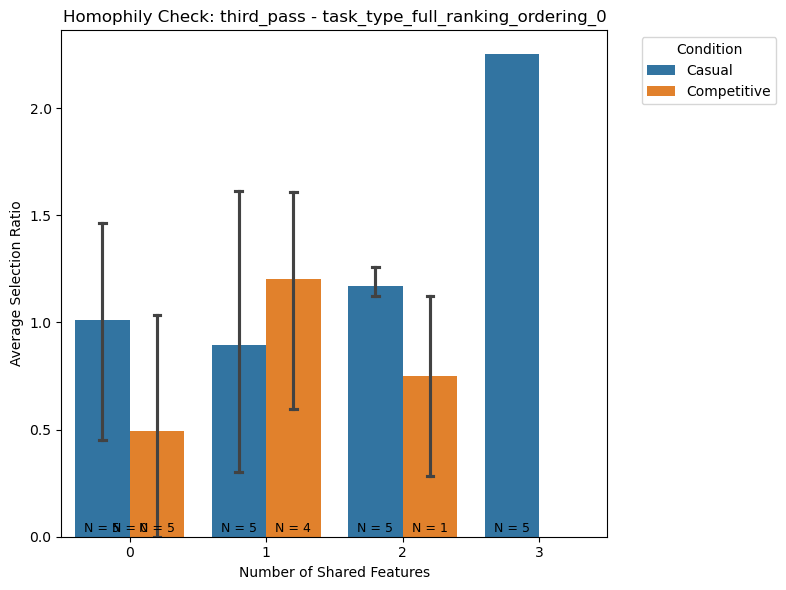 Homophily Check: third_pass - task_type_full_ranking_ordering_0
Condition
Casual
Competitive
Average Selection Ratio
2.0
1.5
1.0
0.5
0.0
N = 5
N = 5
N = 4
N = 5
N = 1
N = 5
0
1
2
3
Number of Shared Features